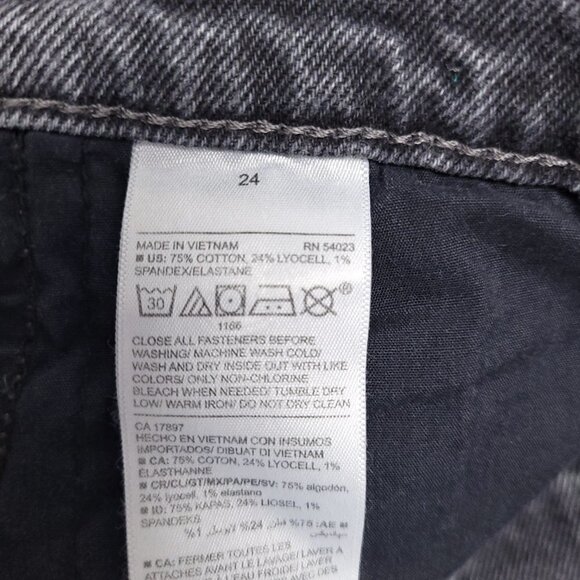 24
MADE IN VIETNAM RN 54023
■ US: 75% COTTON, 24% LYOCELL, 1%
SPANDEX/ELASTANE
30
1166
CLOSE ALL FASTENERS BEFORE
WASHING/ MACHINE WASH COLD/
WASH AND DRY INSIDE OUT WITH LIKE
COLORS/ ONLY NON-CHLORINE
BLEACH WHEN NEEDED/ TUMBLE DRY
LOW/ WARM IRON/ DO NOT DRY CLEAN
CA 17897
HECHO EN VIETNAM CON INSUMOS
IMPORTADOS/ DIBUAT DI VIETNAM
■ CA: 75% COTON, 24% LYOCELL, 1%
ELASTHANNE
■ CR/CL/GT/MX/PA/PE/SV: 75% algodón,
24% lyocell, 1% elastano
■ ID: 75% KAPAS, 24% LIOSEL, 1%
SPANDEKS
■ CA: FERMER TOUTES LES
AVANT LE LAVAGE/ LAVER À